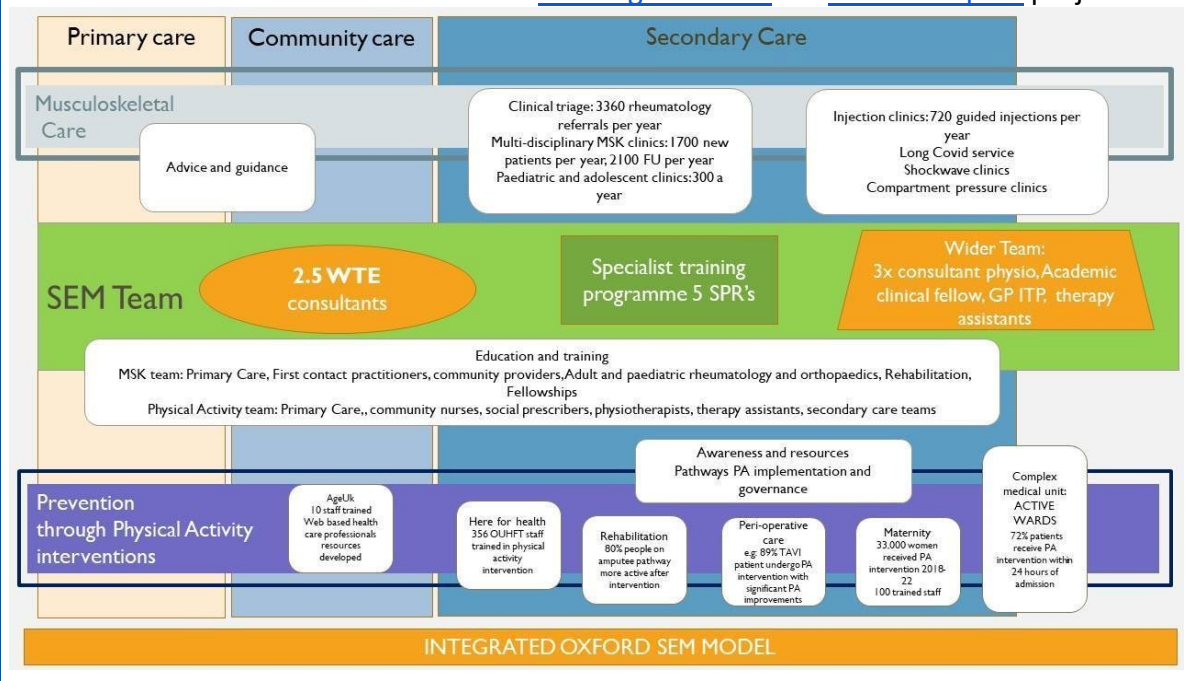 Primary care
Community care
Secondary Care
Musculoskeletal
Care
Advice and guidance
Clinical triage: 3360 rheumatology
referrals per year
Multi-disciplinary MSK clinics: 1700 new
patients per year, 2100 FU per year
Paediatric and adolescent clinics:300 a
year
Injection clinics: 720 guided injections per
year
Long Covid service
Shockwave clinics
Compartment pressure clinics
SEM Team
2.5 WTE
consultants
Specialist training
programme 5 SPR's
Wider Team:
3x consultant physio, Academic
clinical fellow, GP ITP, therapy
assistants
Education and training
MSK team: Primary Care, First contact practitioners, community providers, Adult and paediatric rheumatology and orthopaedics, Rehabilitation,
Fellowships
Physical Activity team: Primary Care,, community nurses, social prescribers, physiotherapists, therapy assistants, secondary care teams
Awareness and resources
Pathways PA implementation and
governance
Prevention
through Physical Activity
interventions
AgeUk
10 staff trained
Web based health
care professionals
resources
developed
Here for health
356 OUHFT staff
trained in physical
activity
intervention
Rehabilitation
80% people on
amputee pathway
more active after
intervention
Peri-operative
care
e.g: 89% TAVI
patient undergo PA
intervention with
significant PA
improvements
Maternity
33,000 women
received PA
intervention 2018-
22
100 trained staff
Complex
medical unit:
ACTIVE
WARDS
72% patients
receive PA
intervention within
24 hours of
admission
INTEGRATED OXFORD SEM MODEL